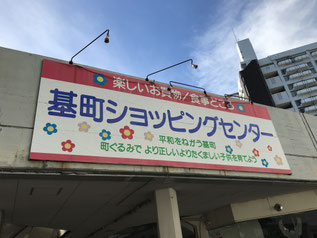 楽しいお買物/食事どころ
基町ショッピングセンター
平和をねがう基町
町ぐるみで より正しいよりたくましい子供を育てよう